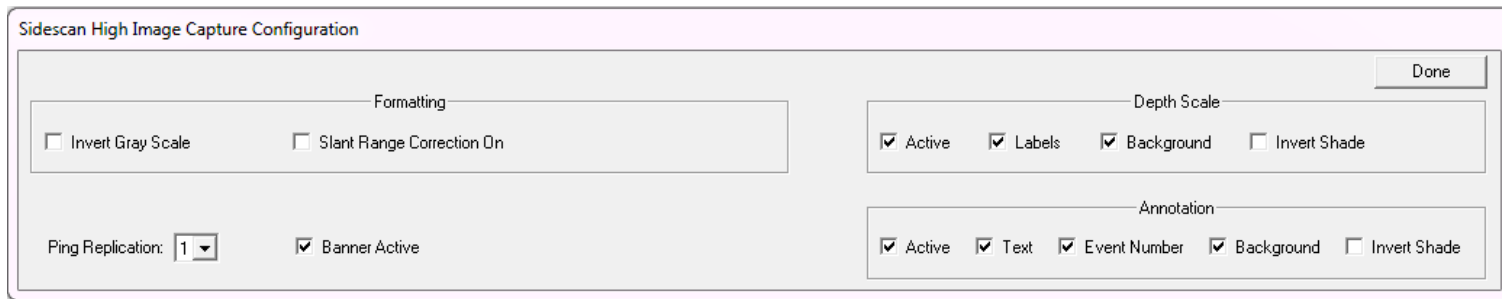 Sidescan High Image Capture Configuration
Done
Formatting
Invert Gray Scale Slant Range Correction On
Depth Scale
Active Labels Background Invert Shade
Ping Replication: 1 Banner Active
Annotation
Active Text Event Number Background Invert Shade